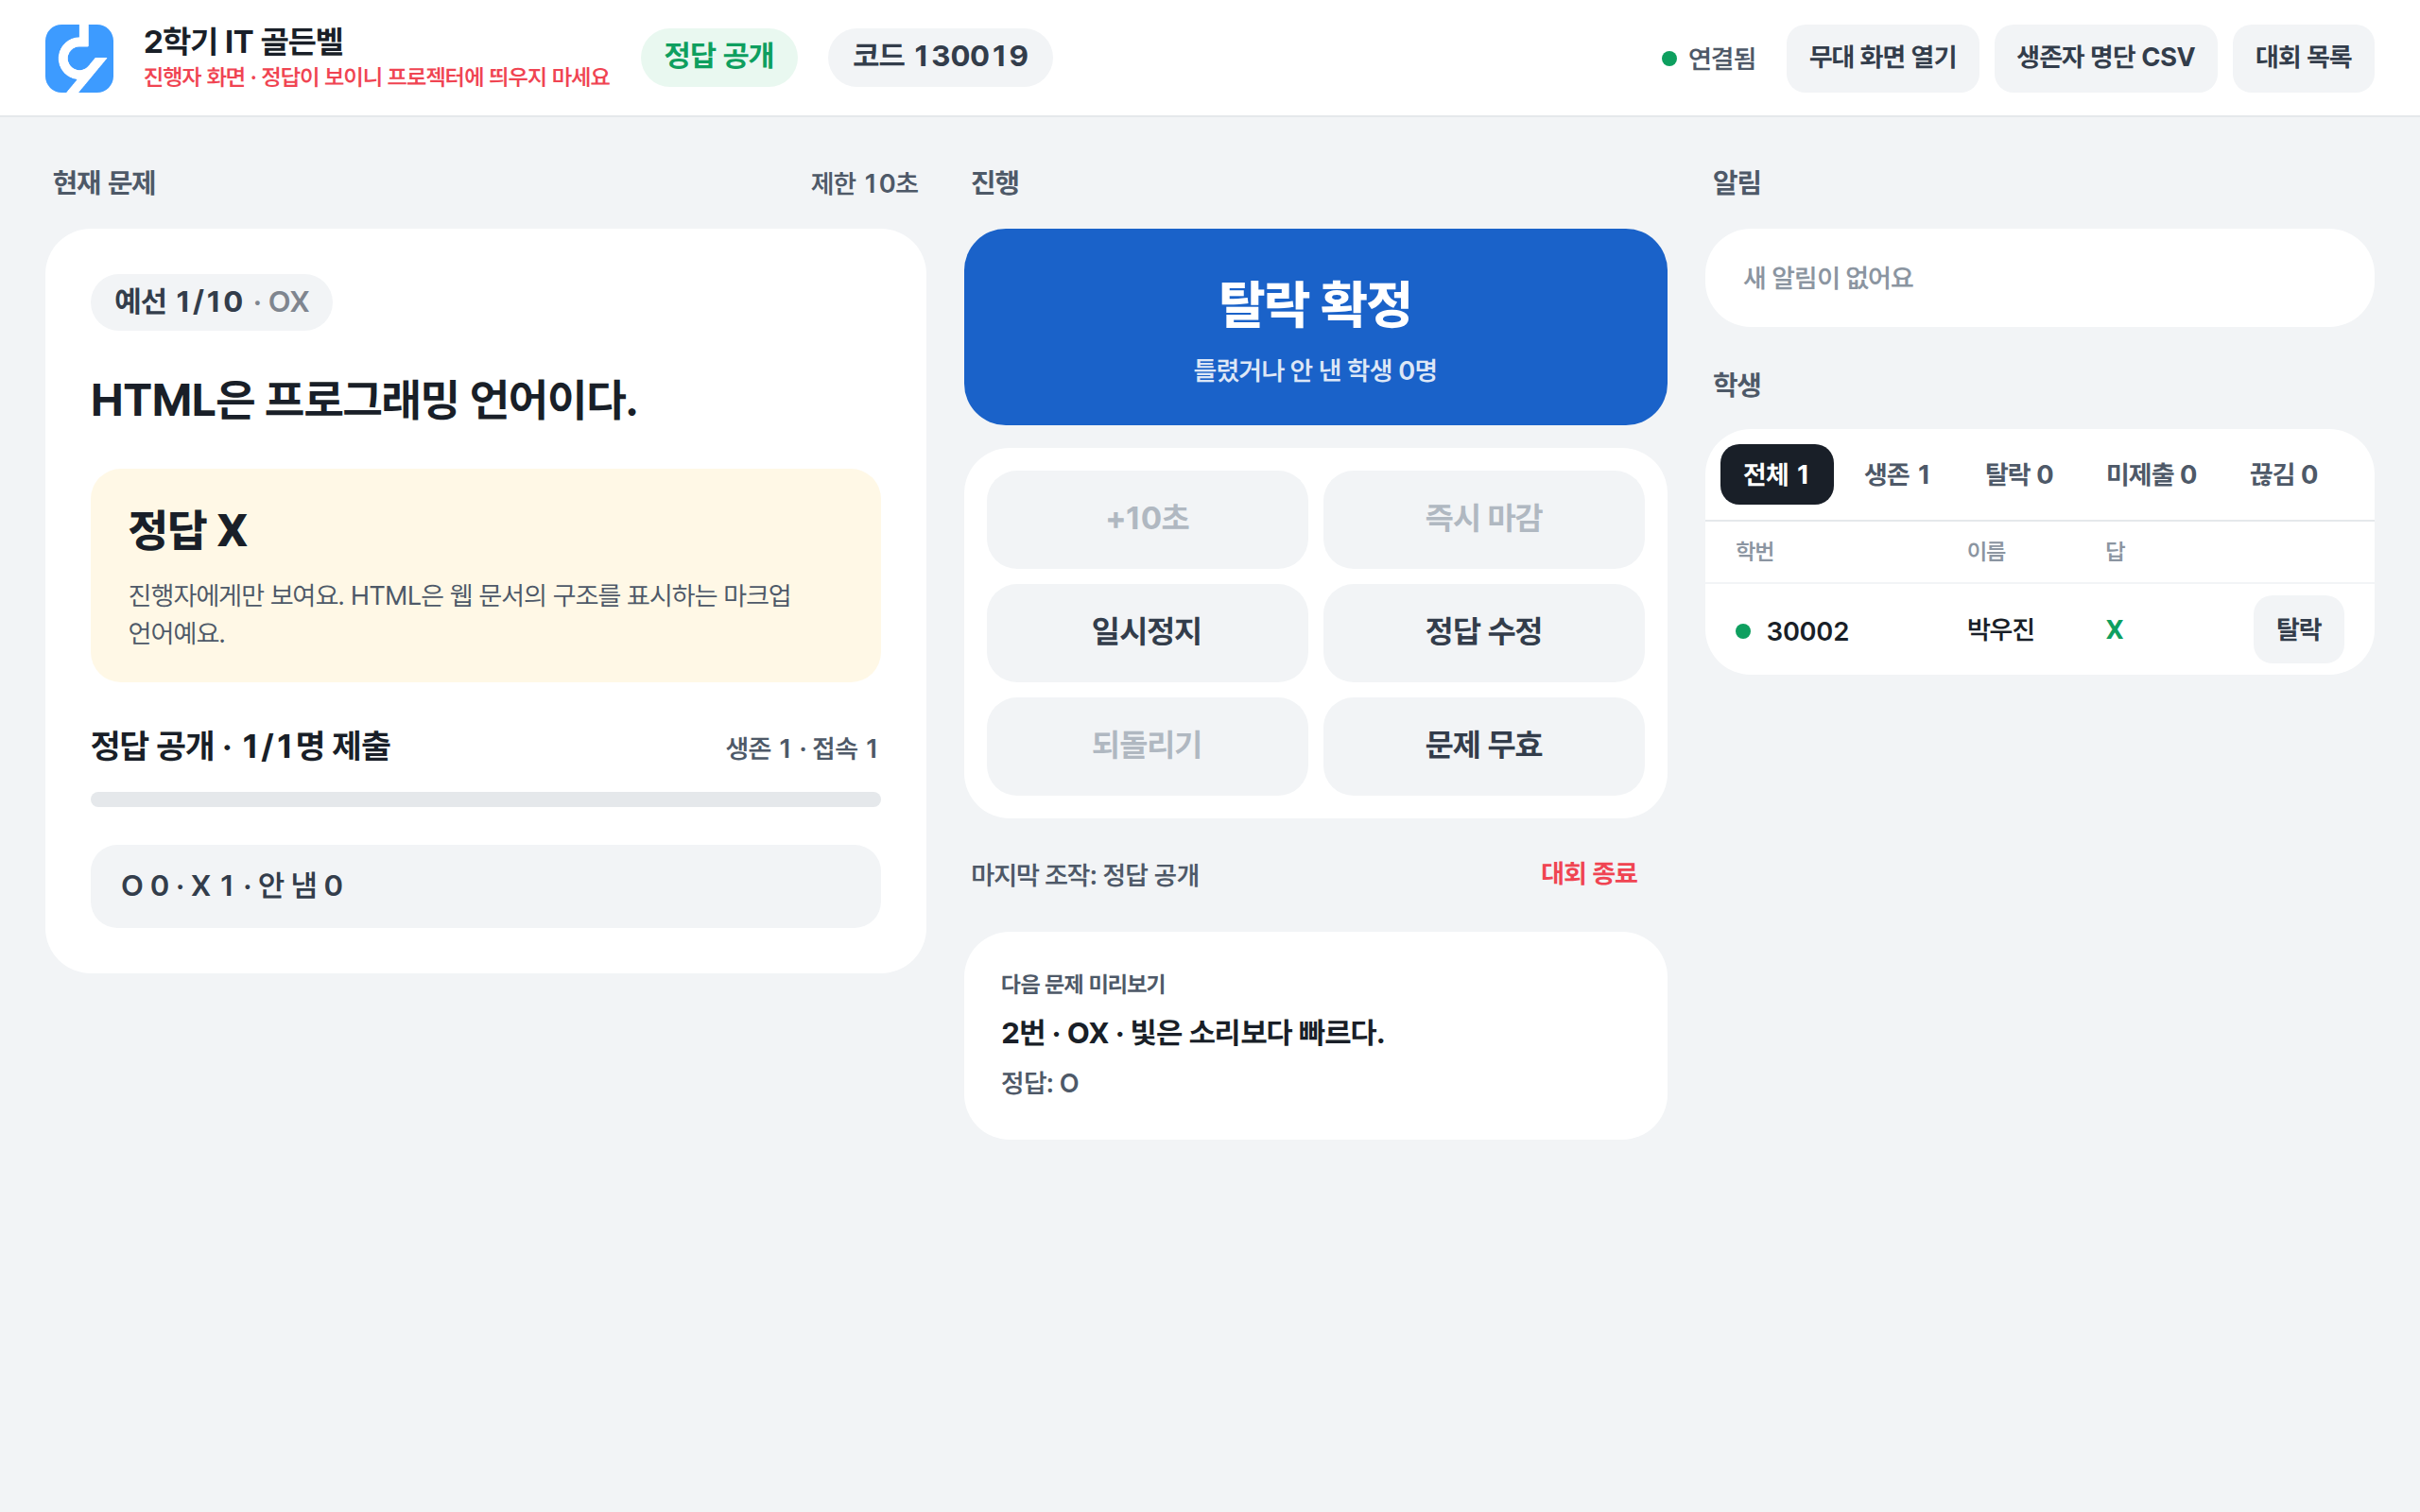 2학기 IT 골든벨
진행자 화면 · 정답이 보이니 프로젝터에 띄우지 마세요
정답 공개
코드 130019
연결됨
무대 화면 열기
생존자 명단 CSV
대회 목록
현재 문제
제한 10초
예선 1/10 · OX
HTML은 프로그래밍 언어이다.
정답 X
진행자에게만 보여요. HTML은 웹 문서의 구조를 표시하는 마크업
언어예요.
정답 공개 · 1/1명 제출
생존 1 · 접속 1
O 0 · X 1 · 안 냄 0
진행
탈락 확정
틀렸거나 안 낸 학생 0명
+10초
즉시 마감
일시정지
정답 수정
되돌리기
문제 무효
마지막 조작: 정답 공개
대회 종료
다음 문제 미리보기
2번 · OX · 빛은 소리보다 빠르다.
정답: O
알림
새 알림이 없어요
학생
전체 1
생존 1
탈락 0
미제출 0
끊김 0
학번
이름
답
30002
박우진
X
탈락